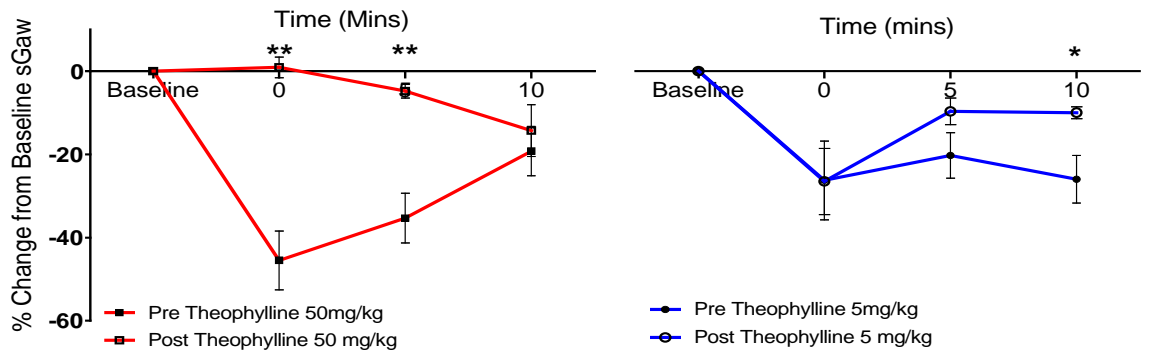 Time (Mins)
** **
0
Baseline 0 5 10
-20
-40
-60
% Change from Baseline sGaw
Pre Theophylline 50mg/kg
Post Theophylline 50 mg/kg
Time (mins)
*
Baseline 0 5 10
Pre Theophylline 5mg/kg
Post Theophylline 5 mg/kg